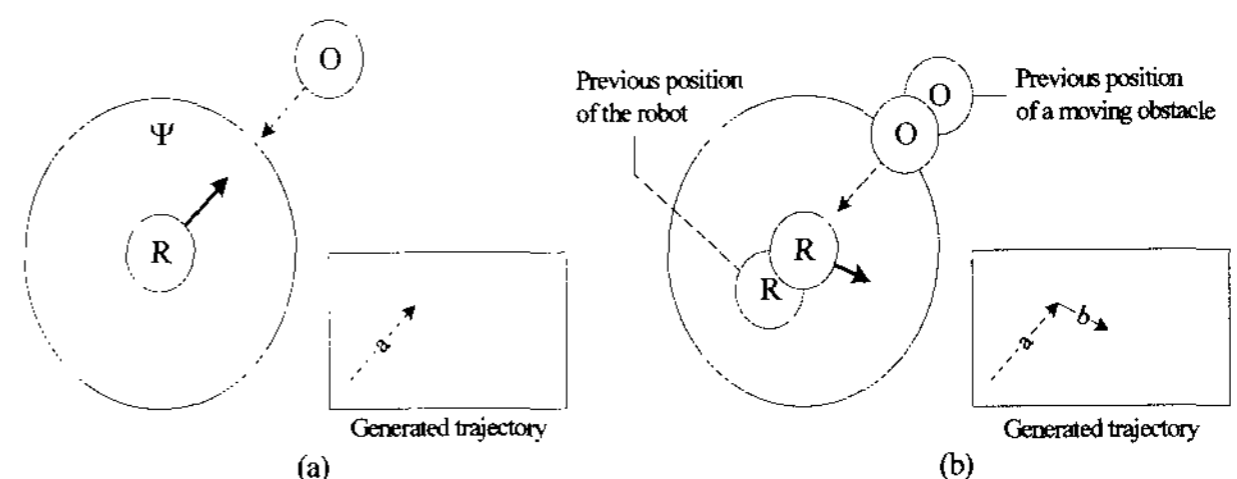 O
Ψ
R
a
Generated trajectory
(a)
Previous position
of the robot
O
O
Previous position
of a moving obstacle
R
R
a
b
Generated trajectory
(b)